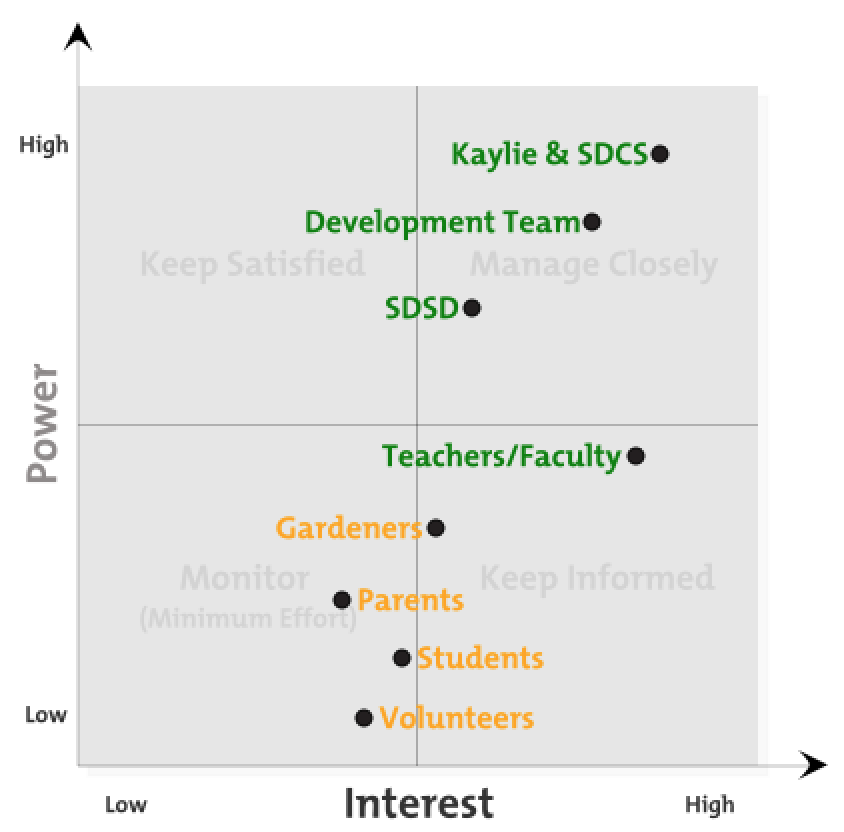 High
Kaylie & SDCS
Development Team
Keep Satisfied
Manage Closely
SDSD
Power
Teachers/Faculty
Gardeners
Monitor
(Minimum Effort)
Keep Informed
Parents
Students
Low
Volunteers
Low
Interest
High